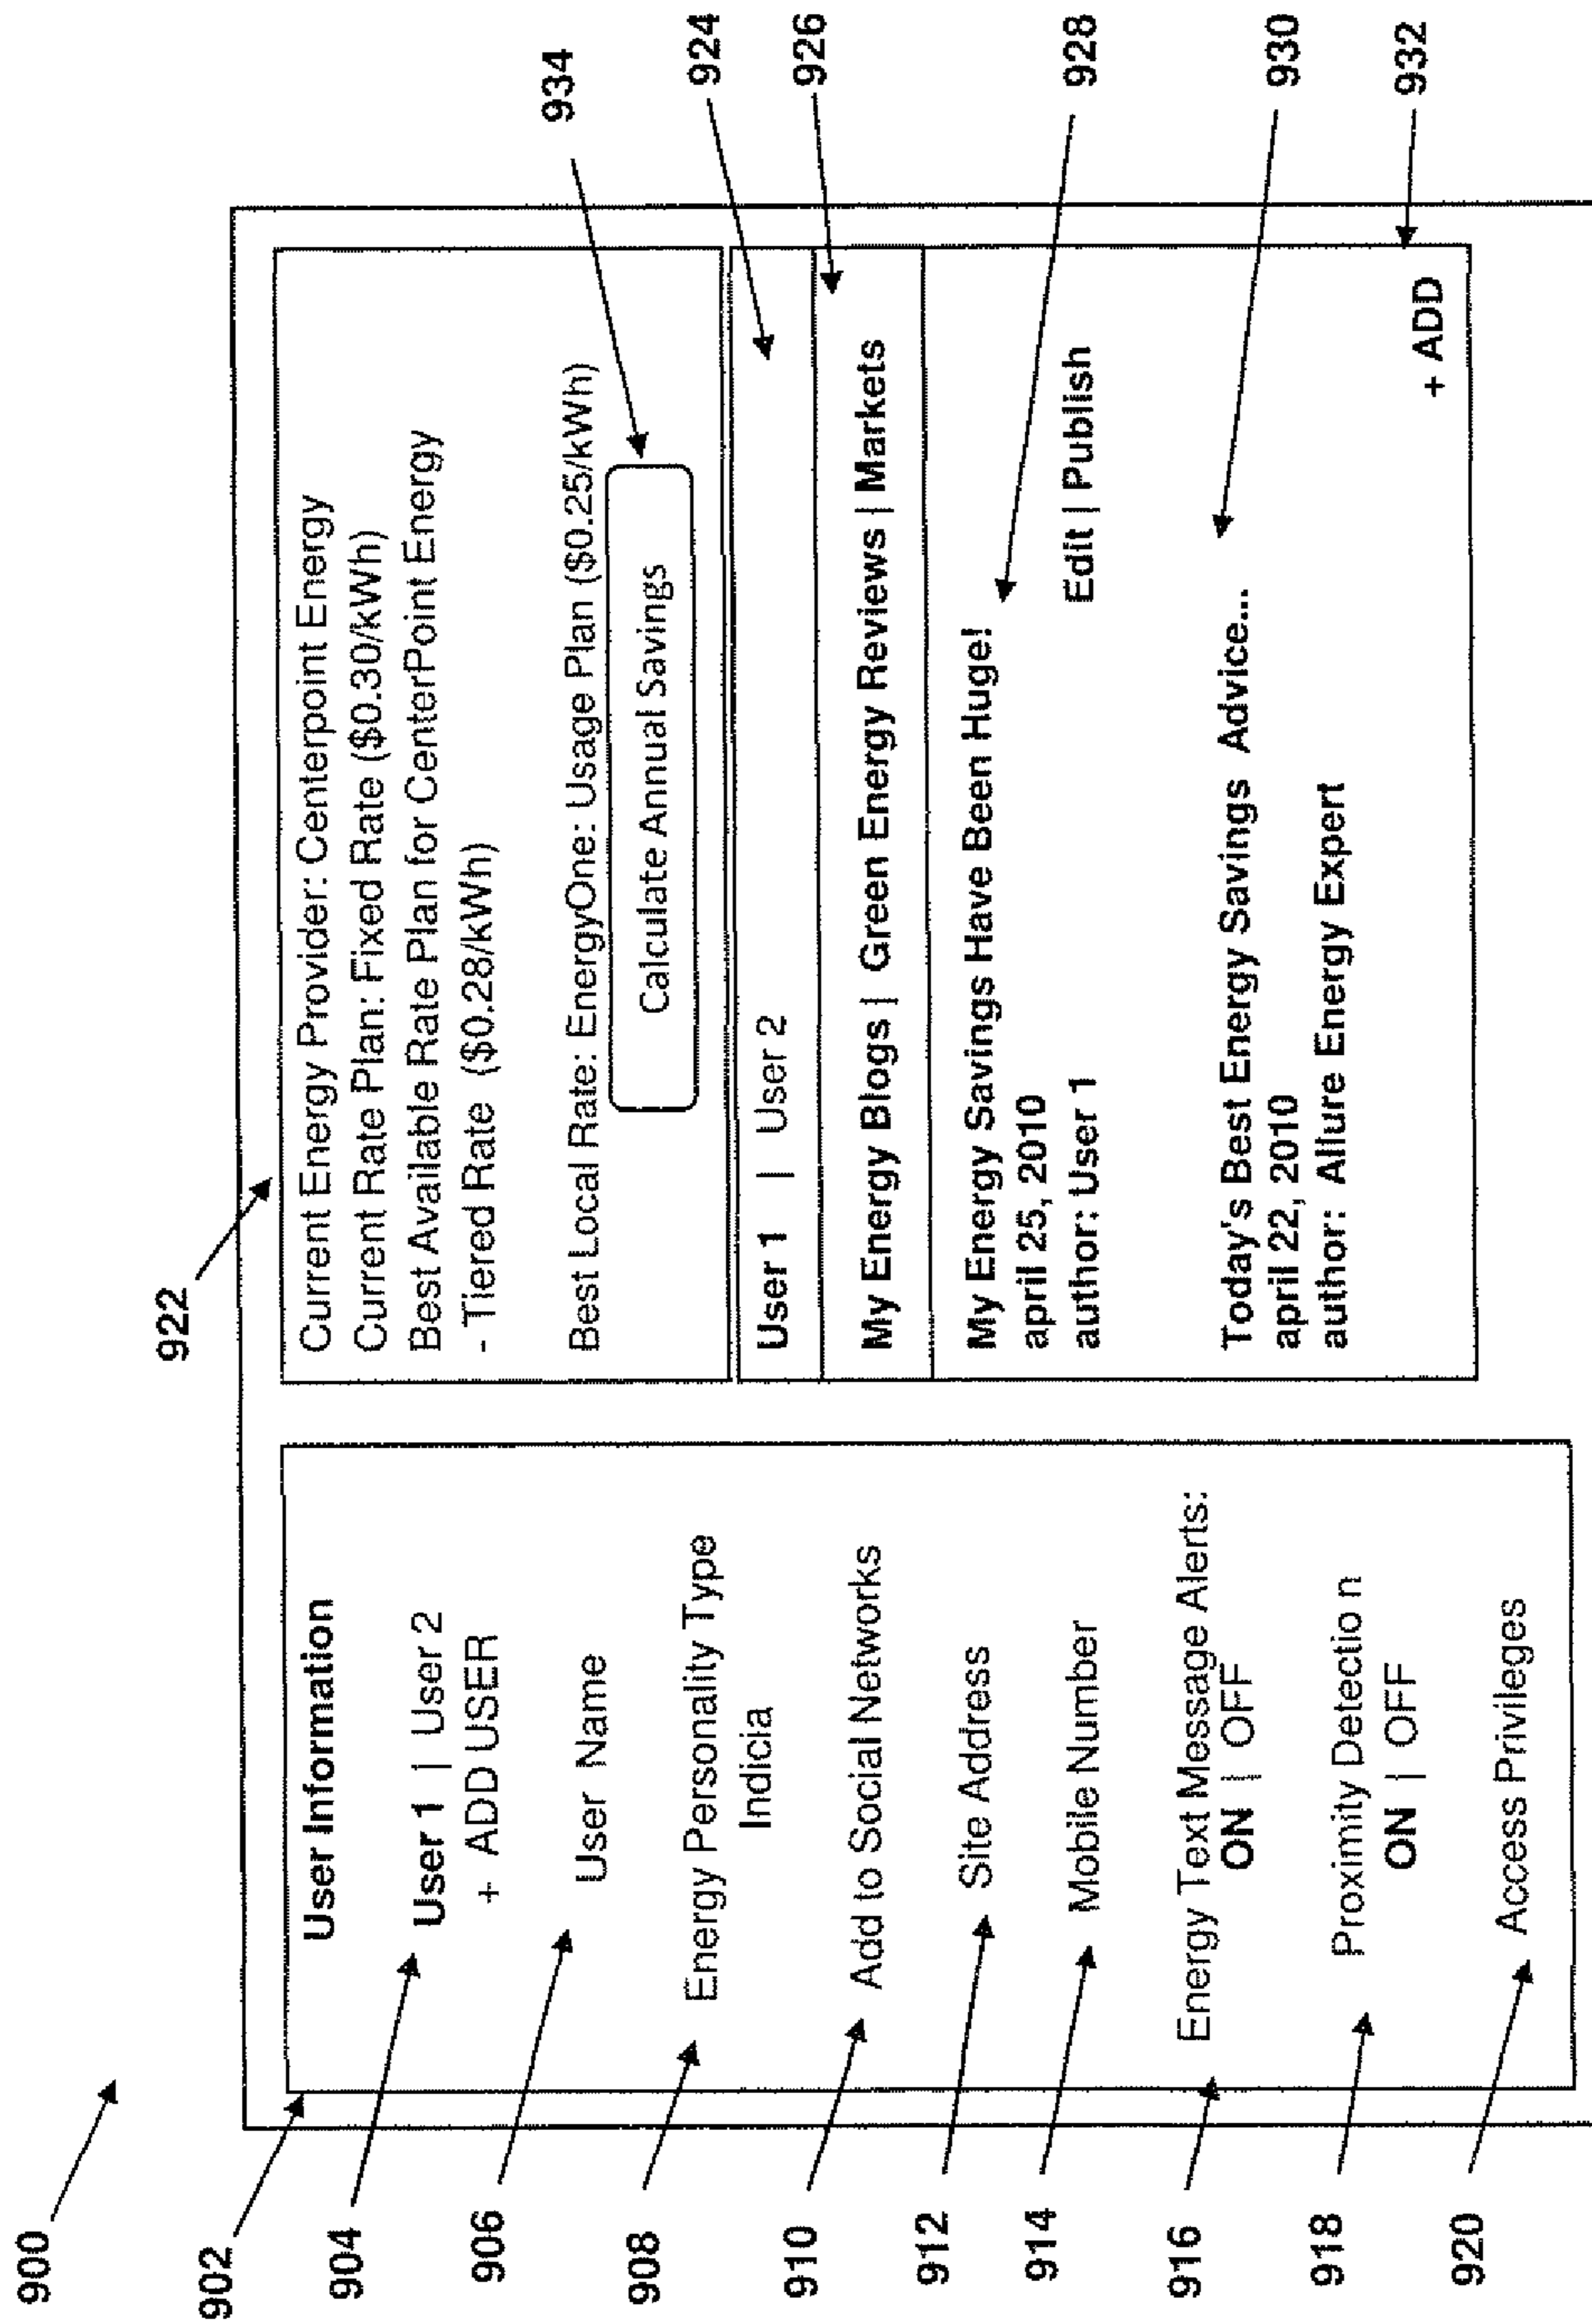 900
902
904
906
908
910
912
914
916
918
920
User Information
User 1 | User 2
+ ADD USER
User Name
Energy Personality Type
Indicia
Add to Social Networks
Site Address
Mobile Number
Energy Text Message Alerts:
ON | OFF
Proximity Detectio n
ON | OFF
Access Privileges
922
Current Energy Provider: Centerpoint Energy
Current Rate Plan: Fixed Rate ($0.30/kWh)
Best Available Rate Plan for CenterPoint Energy
- Tiered Rate ($0.28/kWh)
Best Local Rate: EnergyOne: Usage Plan ($0.25/kWh)
Calculate Annual Savings
User 1 | User 2
My Energy Blogs | Green Energy Reviews | Markets
My Energy Savings Have Been Huge!
april 25, 2010
author: User 1
Edit | Publish
Today's Best Energy Savings Advice...
april 22, 2010
author: Allure Energy Expert
+ ADD
934
924
926
928
930
932